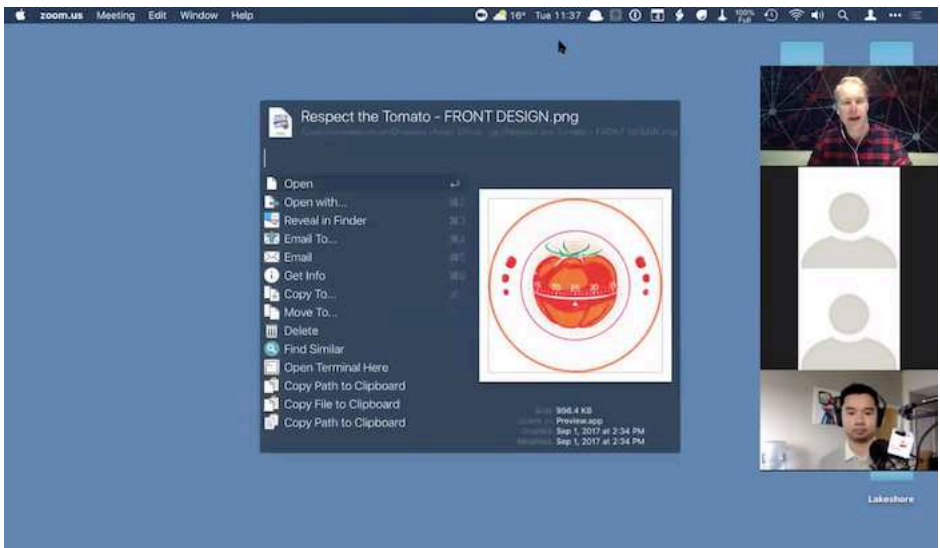 zoom.us Meeting Edit Window Help
16° Tue 11:37 100% Full
Respect the Tomato - FRONT DESIGN.png
Open
Open with...
Reveal in Finder
Email To...
Email
Get Info
Copy To...
Move To...
Delete
Find Similar
Open Terminal Here
Copy Path to Clipboard
Copy File to Clipboard
Copy Path to Clipboard
996.4 KB
Preview.app
Sep 1, 2017 at 2:34 PM
Modified: Sep 1, 2017 at 2:34 PM
Lakeshore